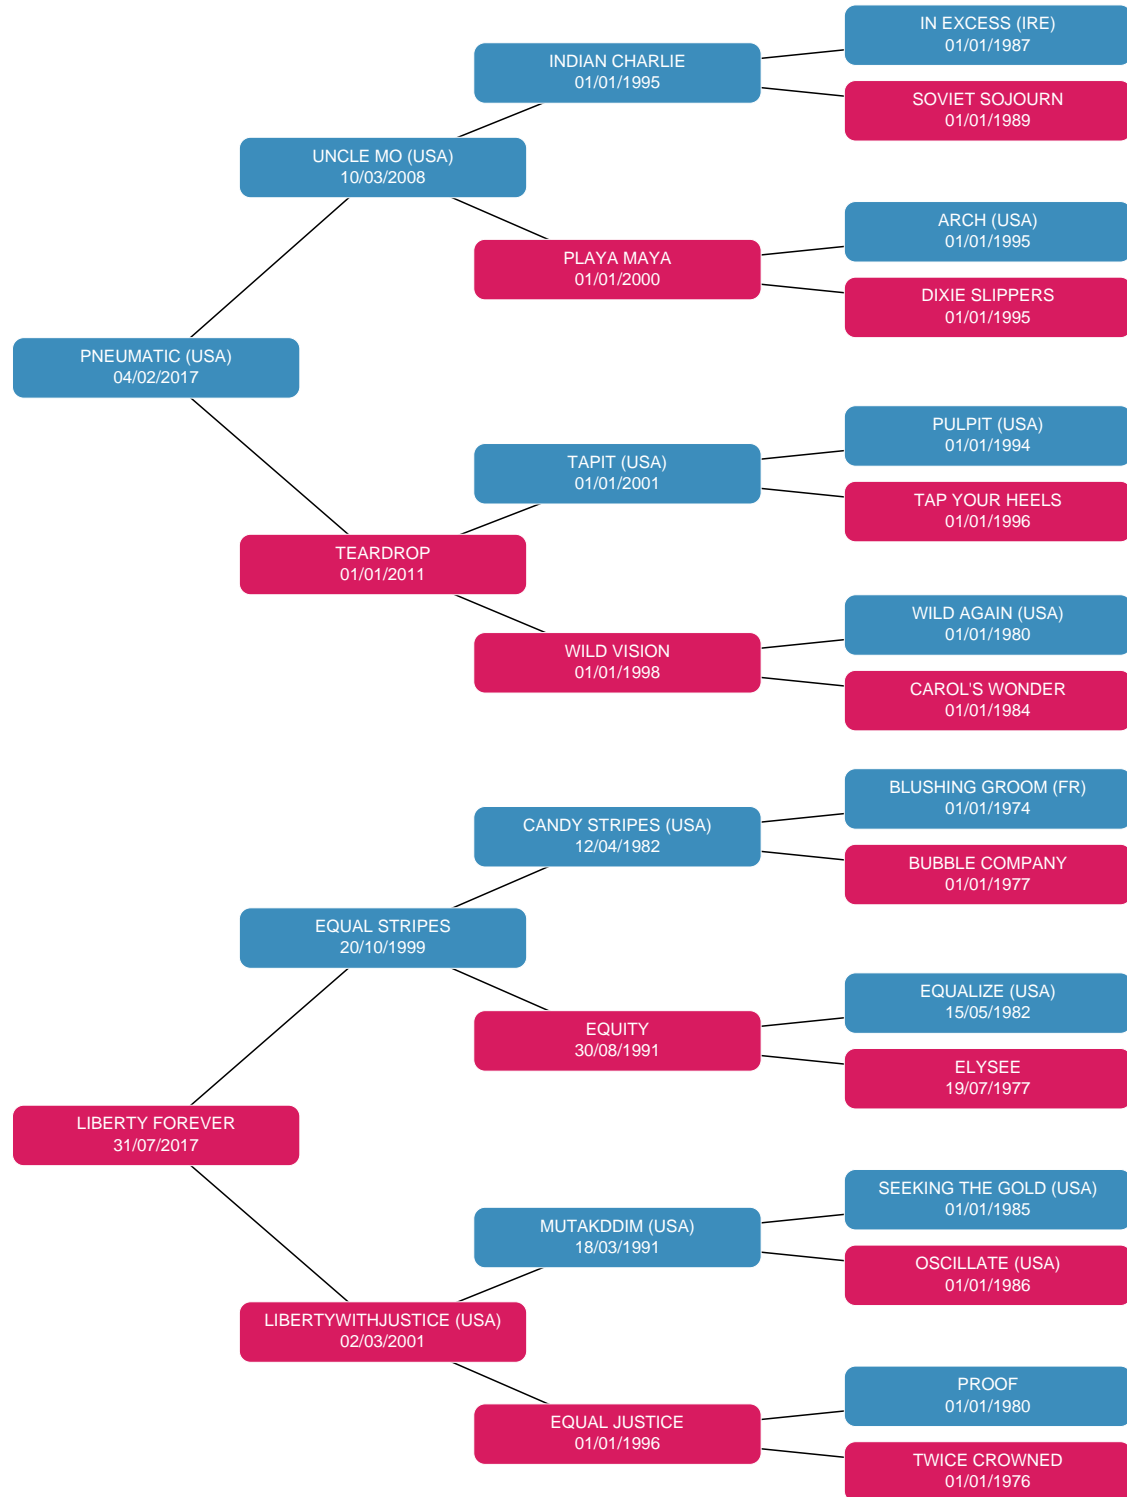 IN EXCESS (IRE)
01/01/1987
INDIAN CHARLIE
01/01/1995
SOVIET SOJOURN
01/01/1989
UNCLE MO (USA)
10/03/2008
ARCH (USA)
01/01/1995
PLAYA MAYA
01/01/2000
DIXIE SLIPPERS
01/01/1995
PNEUMATIC (USA)
04/02/2017
PULPIT (USA)
01/01/1994
TAPIT (USA)
01/01/2001
TAP YOUR HEELS
01/01/1996
TEARDROP
01/01/2011
WILD AGAIN (USA)
01/01/1980
WILD VISION
01/01/1998
CAROL'S WONDER
01/01/1984
BLUSHING GROOM (FR)
01/01/1974
CANDY STRIPES (USA)
12/04/1982
BUBBLE COMPANY
01/01/1977
EQUAL STRIPES
20/10/1999
EQUALIZE (USA)
15/05/1982
EQUITY
30/08/1991
ELYSEE
19/07/1977
LIBERTY FOREVER
31/07/2017
SEEKING THE GOLD (USA)
01/01/1985
MUTAKDDIM (USA)
18/03/1991
OSCILLATE (USA)
01/01/1986
LIBERTYWITHJUSTICE (USA)
02/03/2001
PROOF
01/01/1980
EQUAL JUSTICE
01/01/1996
TWICE CROWNED
01/01/1976